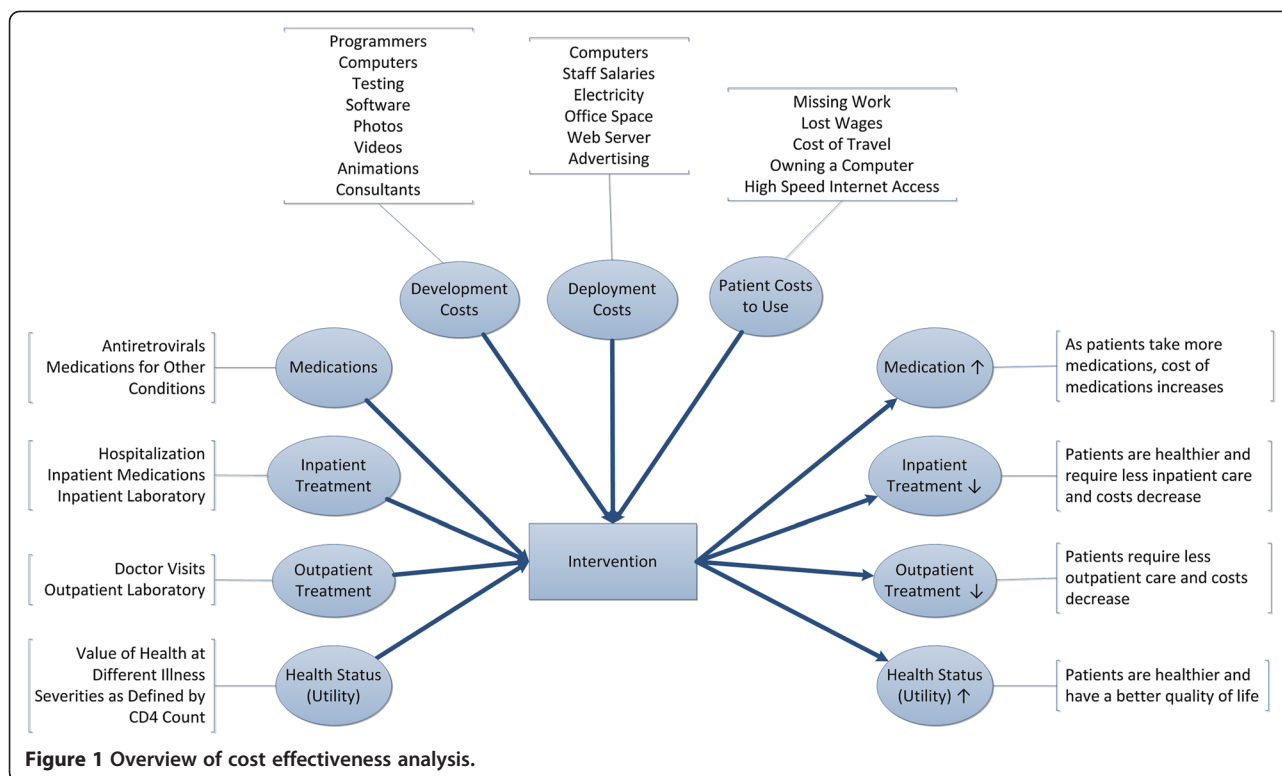 Programmers
Computers
Testing
Software
Photos
Videos
Animations
Consultants
Computers
Staff Salaries
Electricity
Office Space
Web Server
Advertising
Missing Work
Lost Wages
Cost of Travel
Owning a Computer
High Speed Internet Access
Development
Costs
Deployment
Costs
Patient Costs
to Use
Antiretrovirals
Medications for Other
Conditions
Medications
Hospitalization
Inpatient Medications
Inpatient Laboratory
Inpatient
Treatment
Doctor Visits
Outpatient Laboratory
Outpatient
Treatment
Value of Health at
Different Illness
Severities as Defined by
CD4 Count
Health Status
(Utility)
Intervention
Medication ↑
As patients take more
medications, cost of
medications increases
Inpatient
Treatment ↓
Patients are healthier and
require less inpatient care
and costs decrease
Outpatient
Treatment ↓
Patients require less
outpatient care and costs
decrease
Health Status
(Utility) ↑
Patients are healthier and
have a better quality of life
Figure 1 Overview of cost effectiveness analysis.